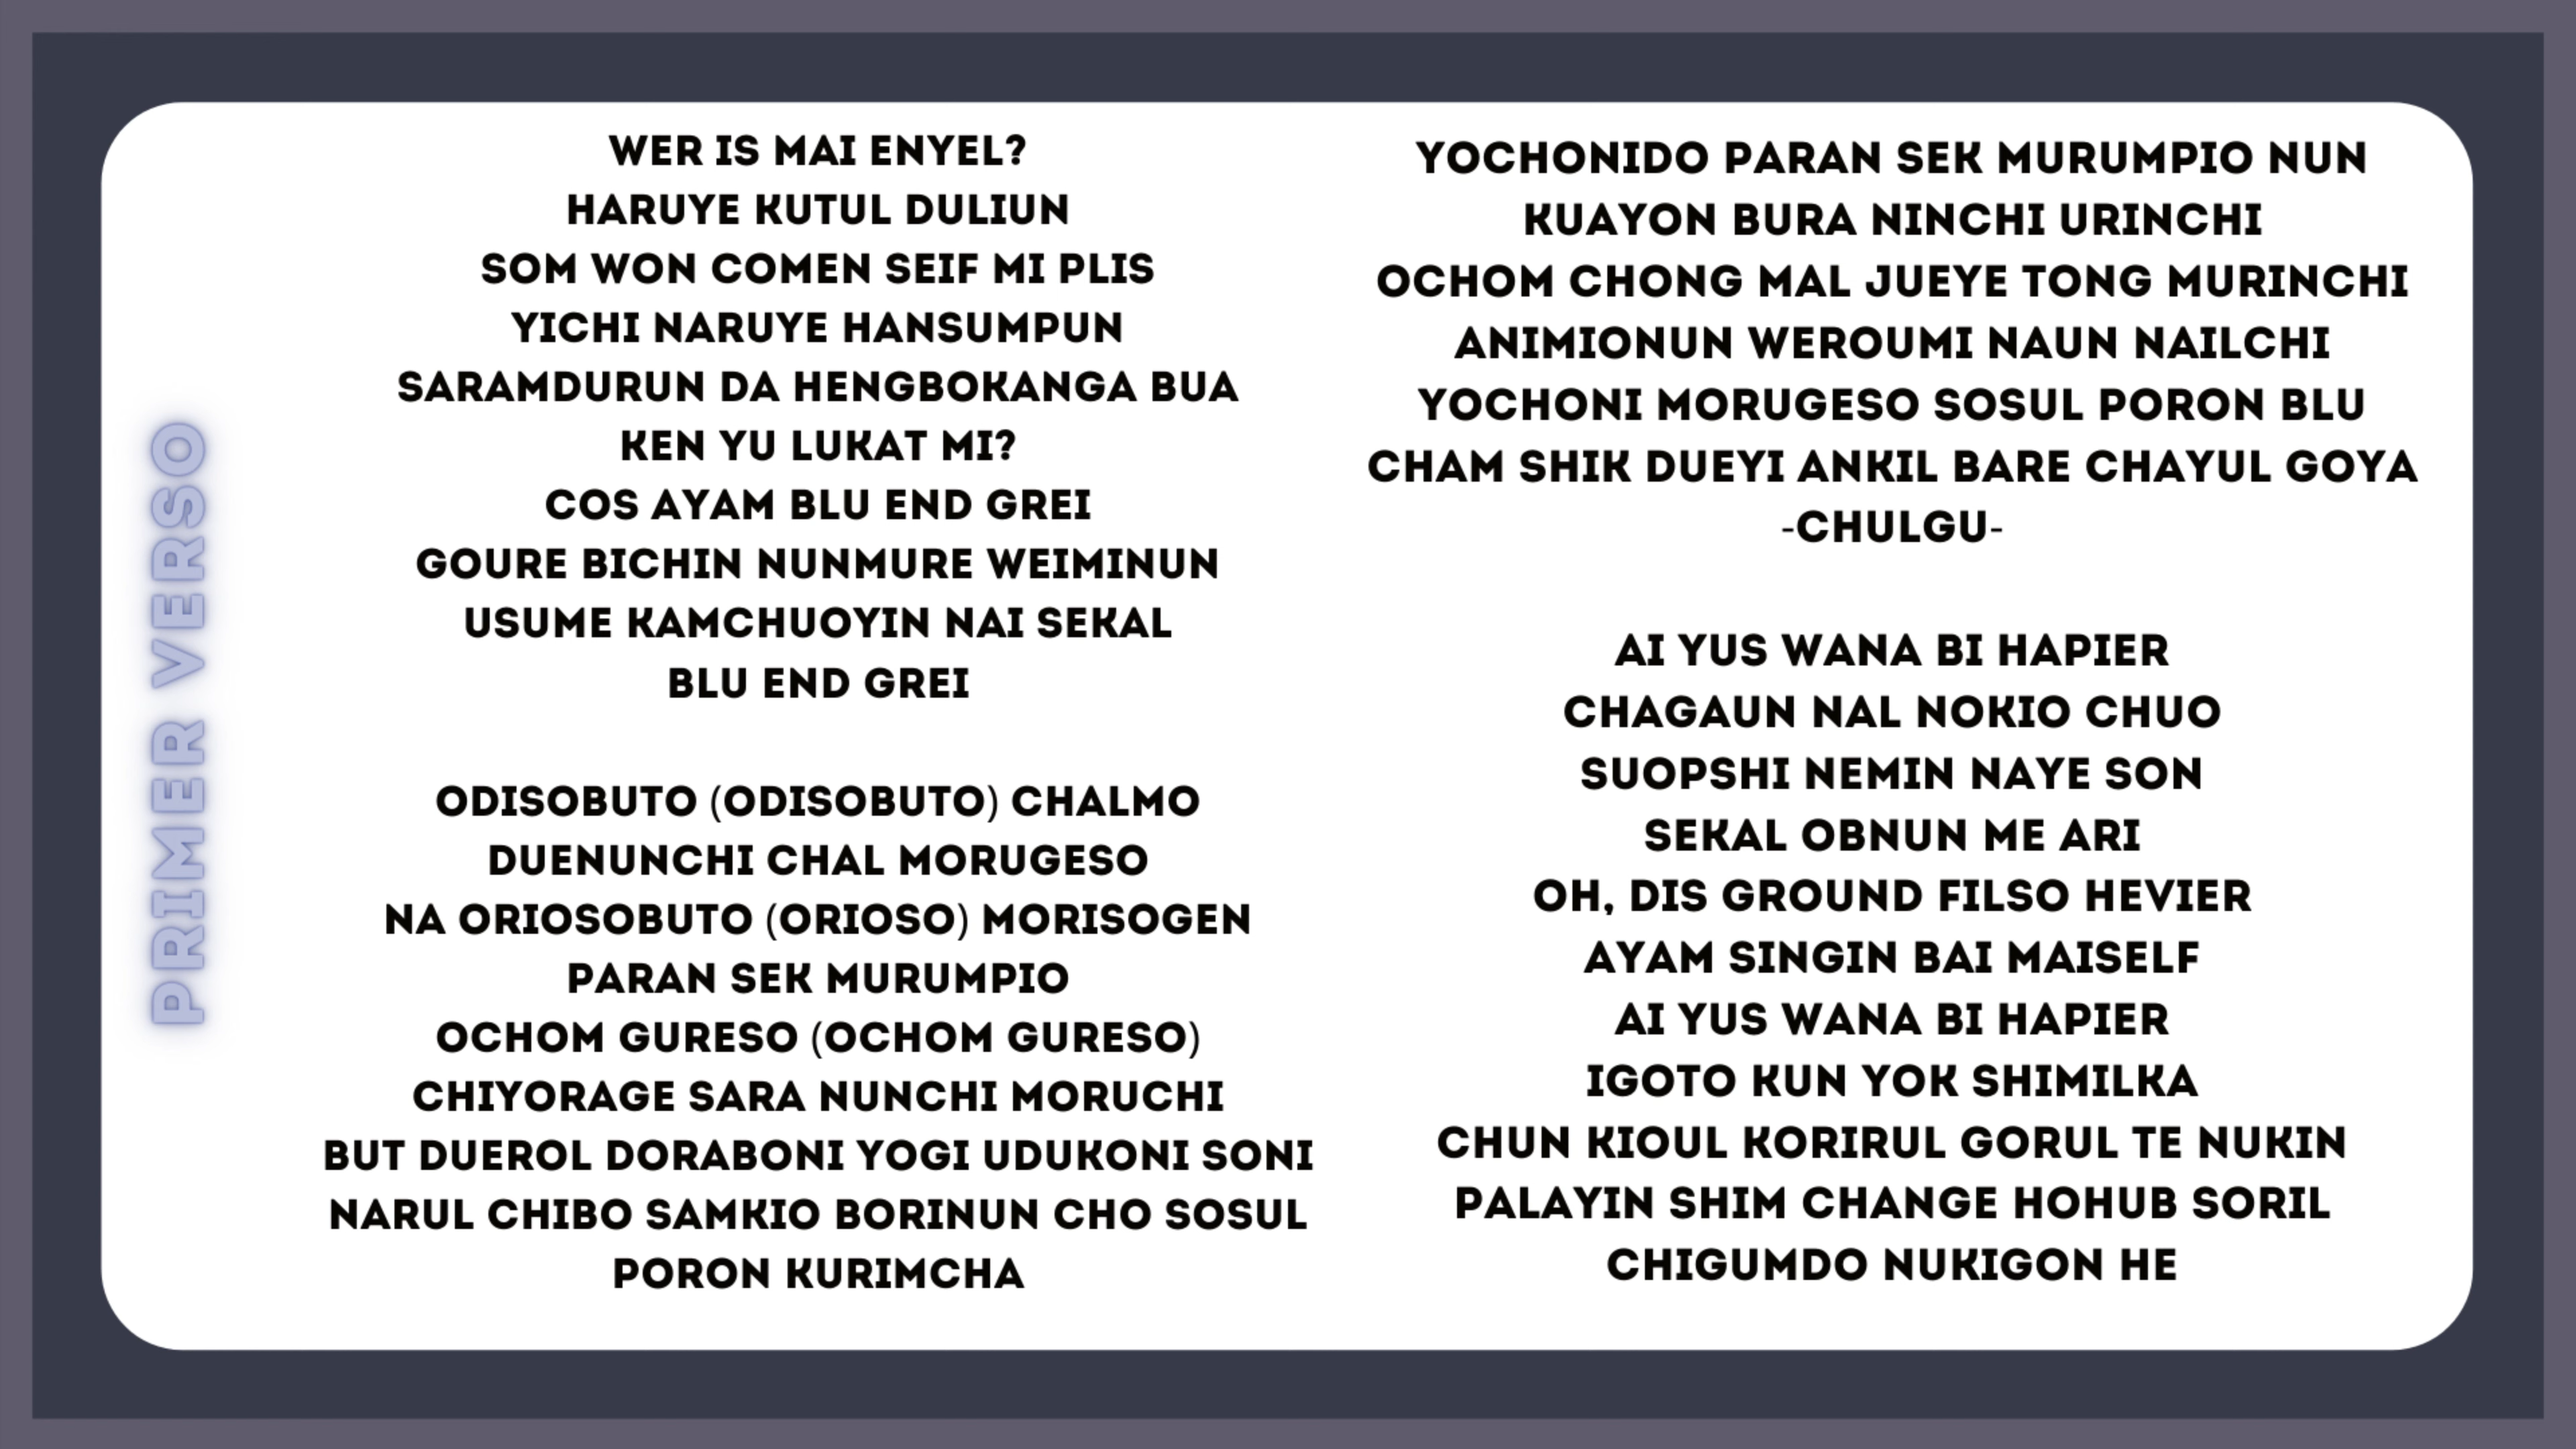 PRIMER VERSO
WER IS MAI ENYEL?
HARUYE KUTUL DULIUN
SOM WON COMEN SEIF MI PLIS
YICHI NARUYE HANSUMPUN
SARAMDURUN DA HENGBOKANGA BUA
KEN YU LUKAT MI?
COS AYAM BLU END GREI
GOURE BICHIN NUNMURE WEIMINUN
USUME KAMCHUOYIN NAI SEKAL
BLU END GREI
ODISOBUTO (ODISOBUTO) CHALMO
DUENUNCHI CHAL MORUGESO
NA ORIOSOBUTO (ORIOSO) MORISOGEN
PARAN SEK MURUMPIO
OCHOM GURESO (OCHOM GURESO)
CHIYORAGE SARA NUNCHI MORUCHI
BUT DUEROL DORABONI YOGI UDUKONI SONI
NARUL CHIBO SAMKIO BORINUN CHO SOSUL
PORON KURIMCHA
YOCHONIDO PARAN SEK MURUMPIO NUN
KUAYON BURA NINCHI URINCHI
OCHOM CHONG MAL JUEYE TONG MURINCHI
ANIMIONUN WEROUMI NAUN NAILCHI
YOCHONI MORUGESO SOSUL PORON BLU
CHAM SHIK DUEYI ANKIL BARE CHAYUL GOYA
-CHULGU-
AI YUS WANA BI HAPIER
CHAGAUN NAL NOKIO CHUO
SUOPSHI NEMIN NAYE SON
SEKAL OBNUN ME ARI
OH, DIS GROUND FILSO HEVIER
AYAM SINGIN BAI MAISELF
AI YUS WANA BI HAPIER
IGOTO KUN YOK SHIMILKA
CHUN KIOUL KORIRUL GORUL TE NUKIN
PALAYIN SHIM CHANGE HOHUB SORIL
CHIGUMDO NUKIGON HE